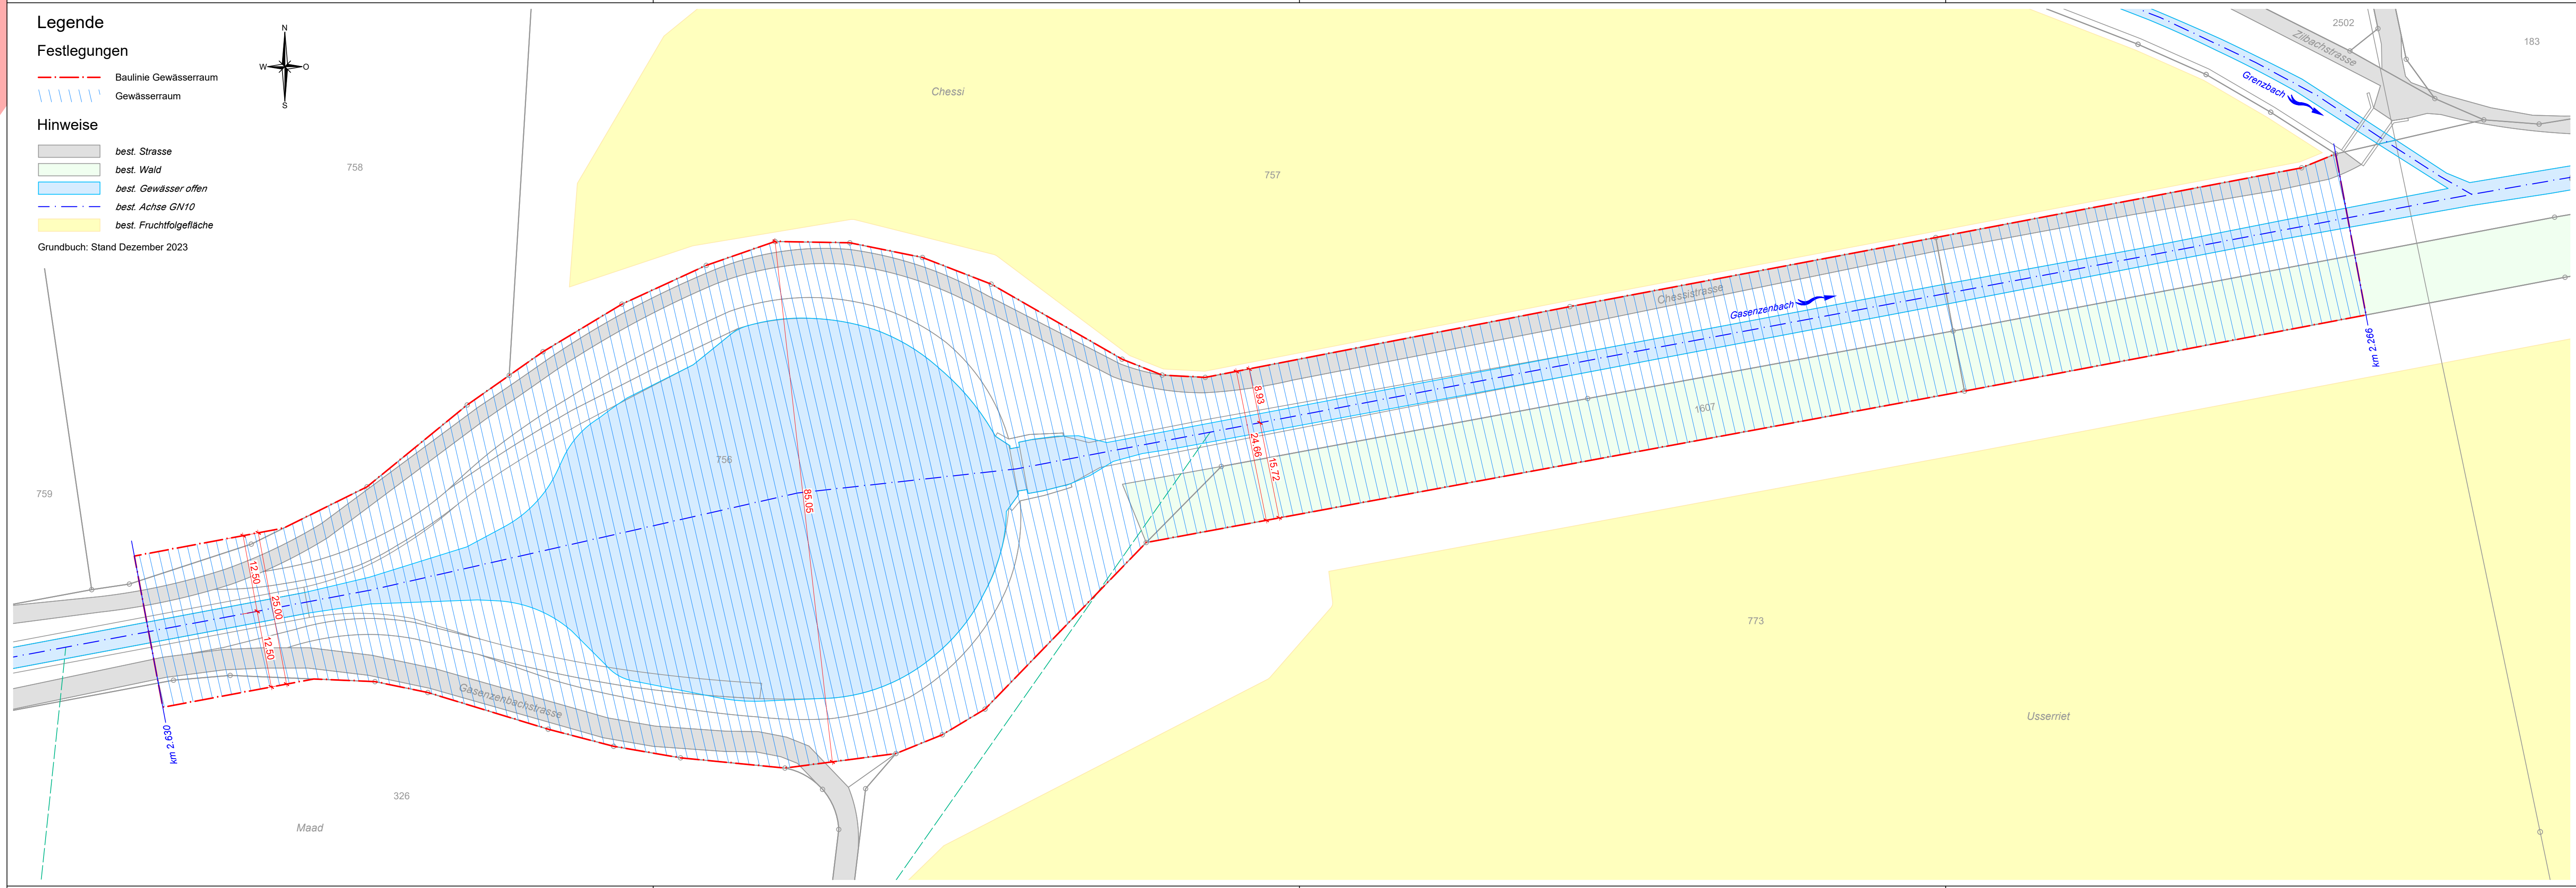 Legende
Festlegungen
Baulinie Gewässerraum
Gewässerraum
Hinweise
best. Strasse
best. Wald
best. Gewässer offen
best. Achse GN10
best. Fruchtfolgefläche
Grundbuch: Stand Dezember 2023
N
W
O
S
758
Chessi
757
2502
183
Zilbachstrasse
Grenzbach
Chessistrasse
Gasenzenbach
km 2.266
8.93
24.66
15.72
1607
756
85.05
759
12.50
25.00
12.50
773
Gasenzenbachstrasse
Usserriet
km 2.630
326
Maad